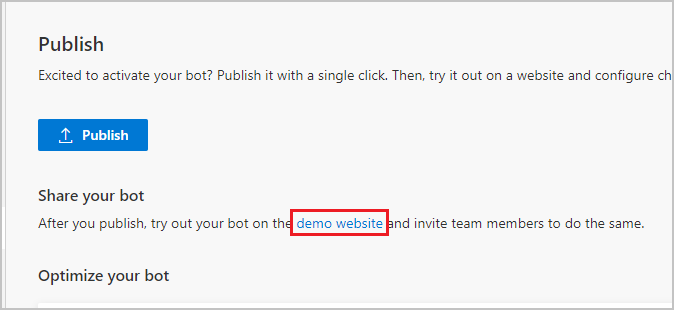 Publish
Excited to activate your bot? Publish it with a single click. Then, try it out on a website and configure ch
Publish
Share your bot
After you publish, try out your bot on the demo website and invite team members to do the same.
Optimize your bot